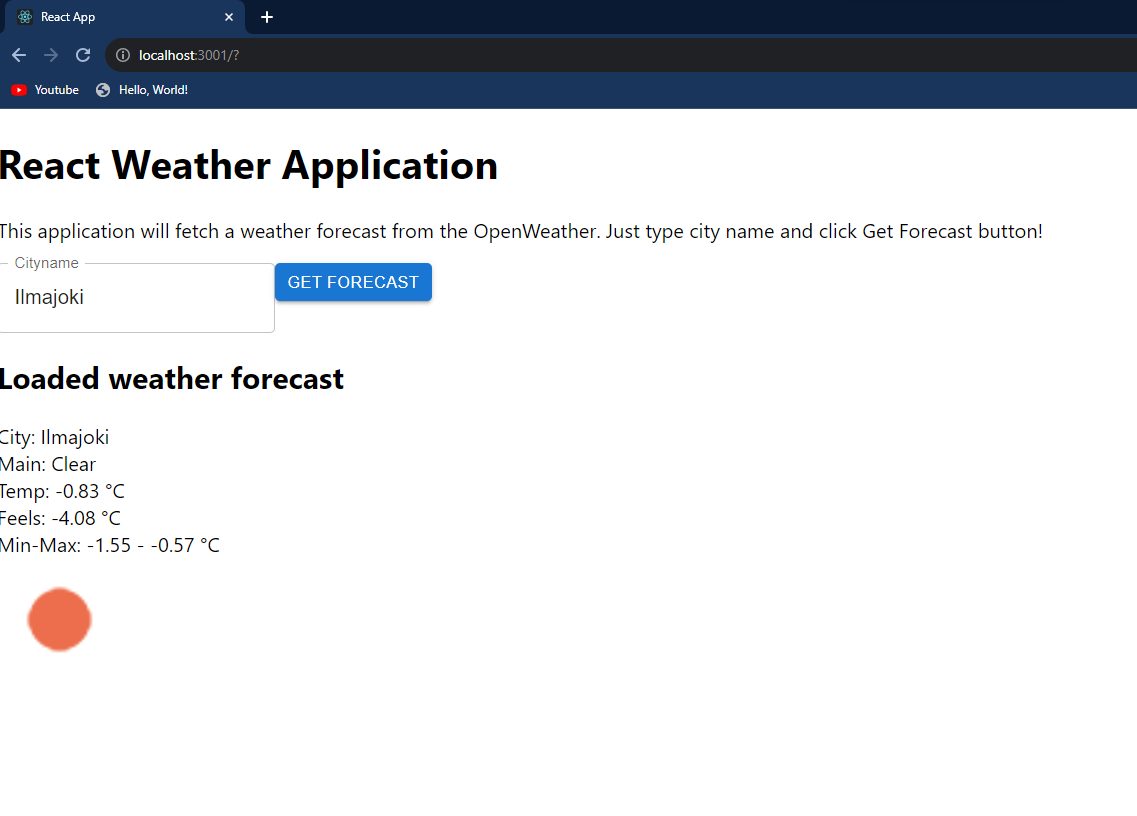 React App
localhost:3001/?
Youtube Hello, World!
React Weather Application
This application will fetch a weather forecast from the OpenWeather. Just type city name and click Get Forecast button!
Cityname
Ilmajoki
GET FORECAST
Loaded weather forecast
City: Ilmajoki
Main: Clear
Temp: -0.83 °C
Feels: -4.08 °C
Min-Max: -1.55 - -0.57 °C